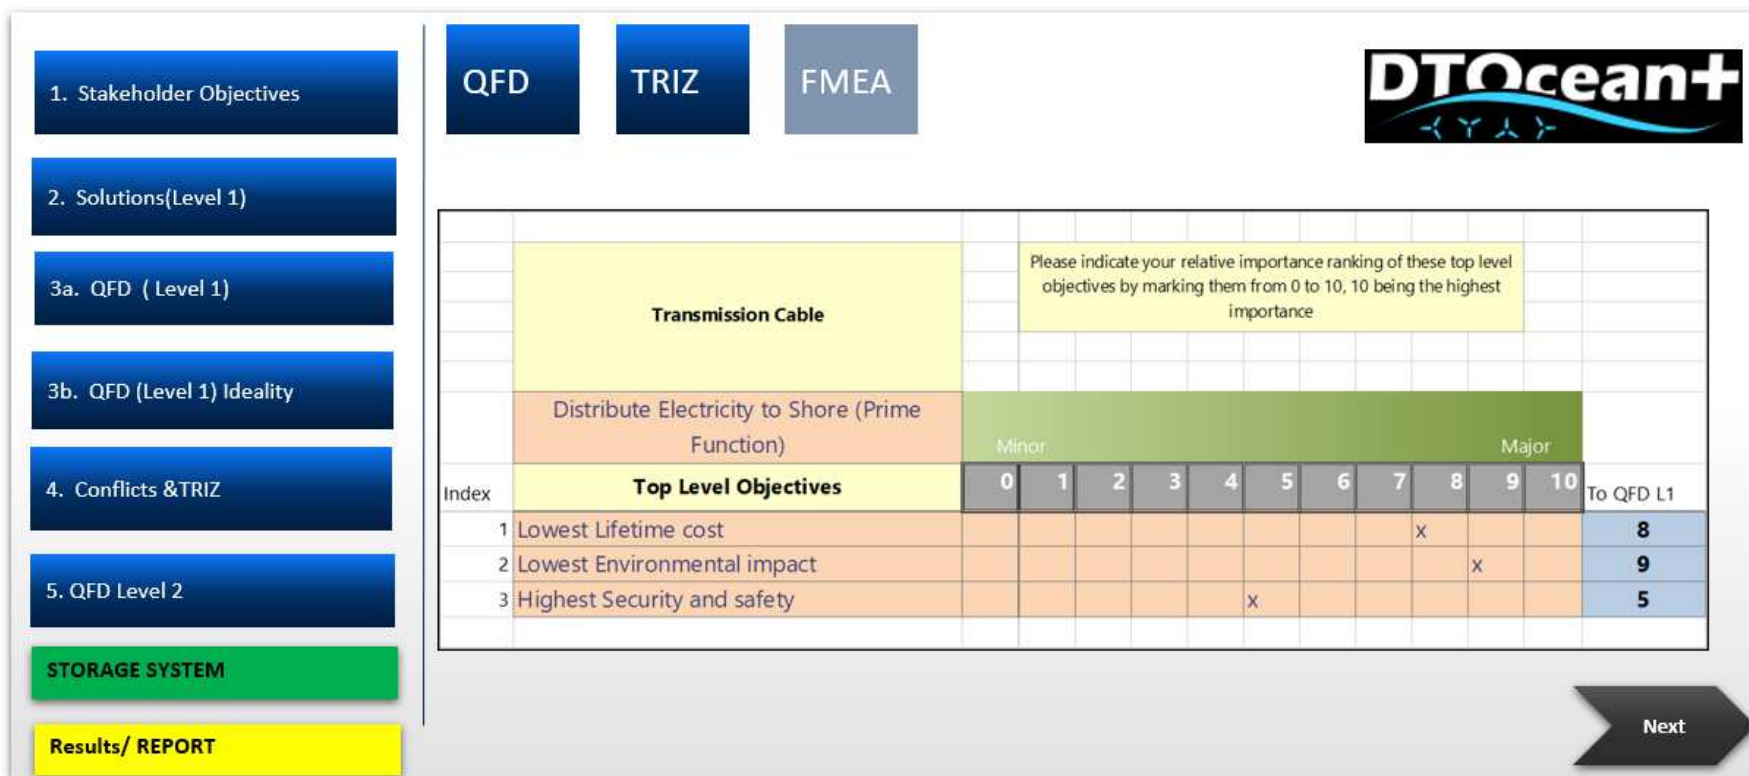 1. Stakeholder Objectives
2. Solutions(Level 1)
3a. QFD ( Level 1)
3b. QFD (Level 1) Ideality
4. Conflicts &TRIZ
5. QFD Level 2
STORAGE SYSTEM
Results/ REPORT
QFD TRIZ FMEA
DTOcean+
Transmission Cable
Please indicate your relative importance ranking of these top level
objectives by marking them from 0 to 10, 10 being the highest
importance
Distribute Electricity to Shore (Prime
Function)
Minor Major
Index Top Level Objectives 0 1 2 3 4 5 6 7 8 9 10 To QFD L1
1 Lowest Lifetime cost x 8
2 Lowest Environmental impact x 9
3 Highest Security and safety x 5
Next